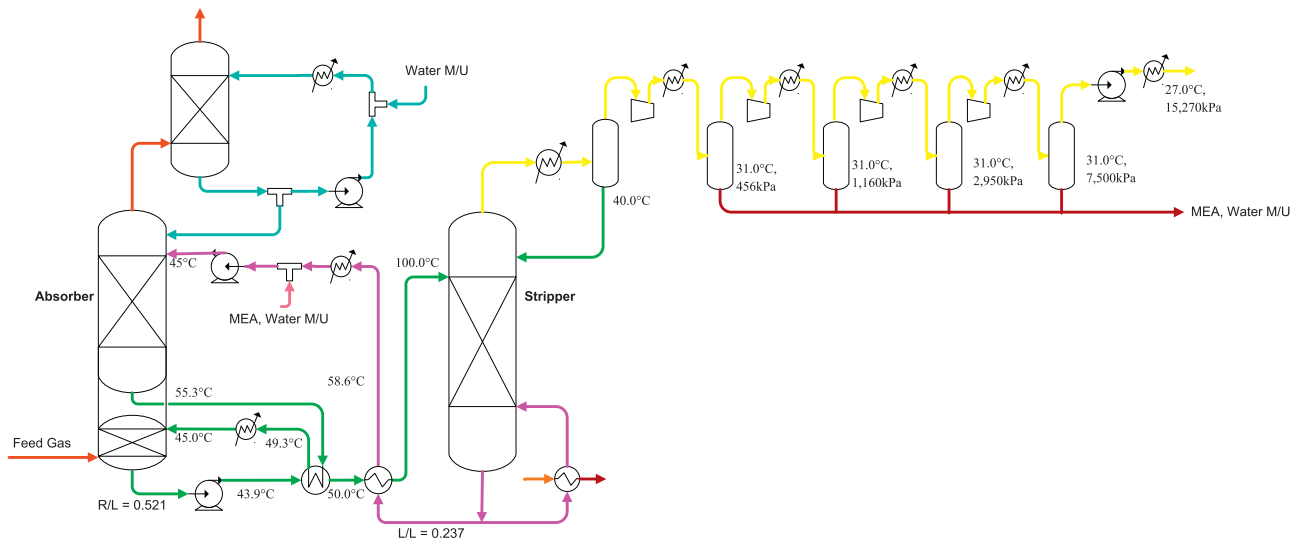 Water M/U
27.0°C,
15,270kPa
31.0°C,
456kPa
31.0°C,
1,160kPa
31.0°C,
2,950kPa
31.0°C,
7,500kPa
40.0°C
MEA, Water M/U
45°C
100.0°C
Absorber
Stripper
MEA, Water M/U
58.6°C
55.3°C
45.0°C
49.3°C
Feed Gas
43.9°C
50.0°C
R/L = 0.521
L/L = 0.237